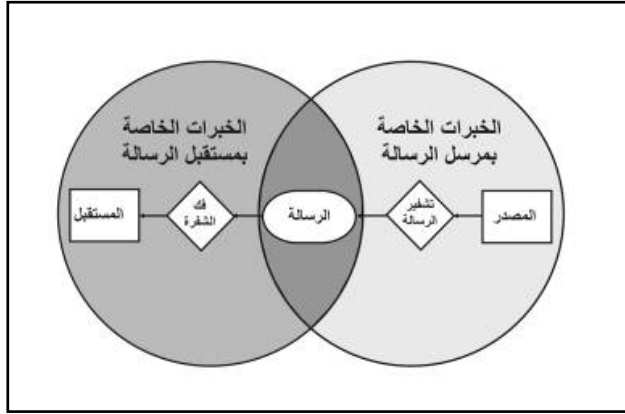 الخبرات الخاصة
بمرسل الرسالة
الخبرات الخاصة
بمستقبل الرسالة
المصدر
تشفير
الرسالة
الرسالة
فك
الشفرة
المستقبل